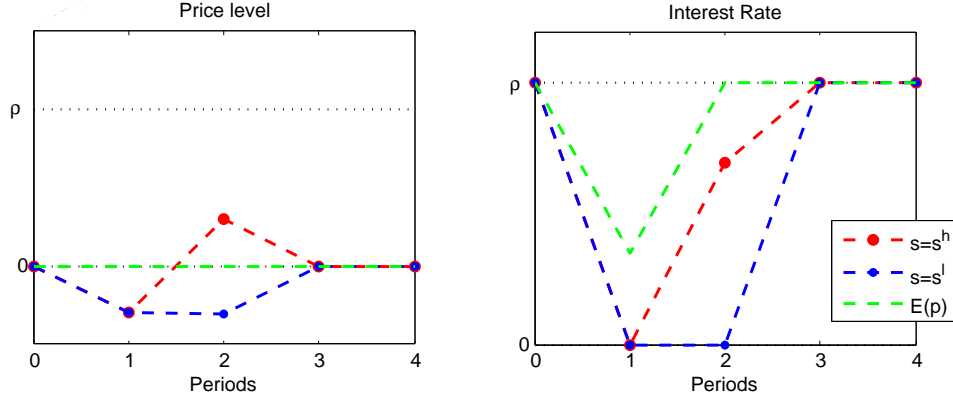 Price level
ρ
0
0 1 2 3 4
Periods
Interest Rate
ρ
0
0 1 2 3 4
Periods
s=s^h
s=s^l
E(p)